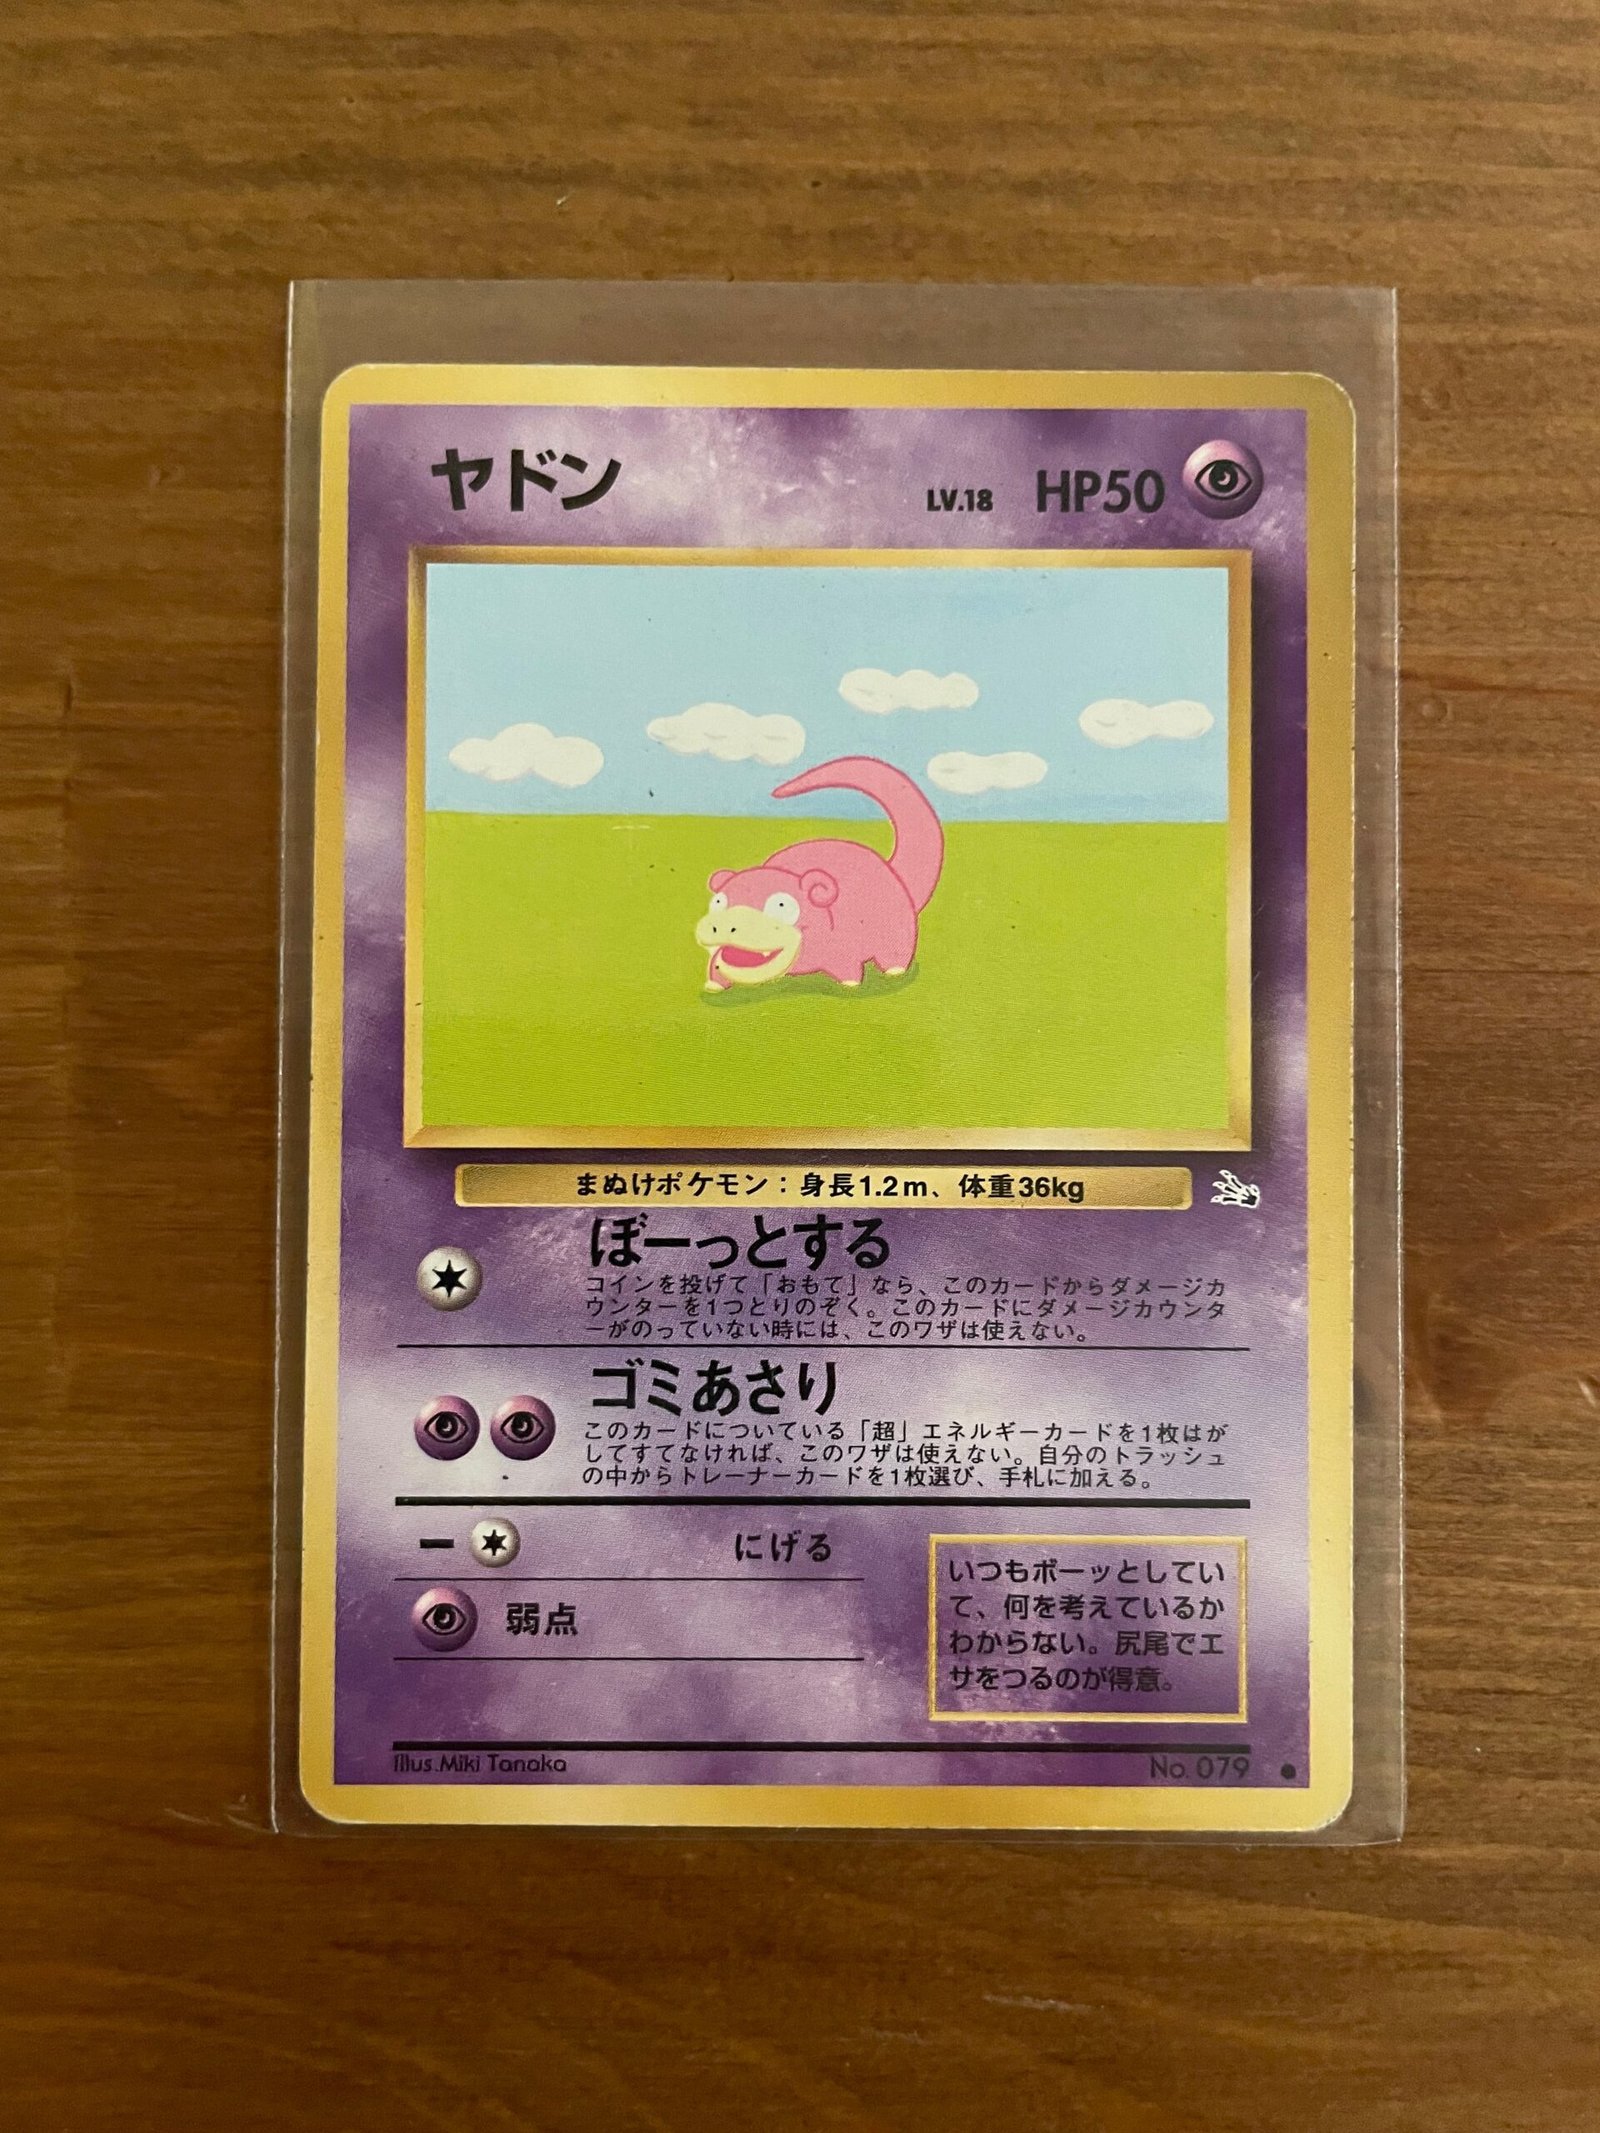 ヤドン LV.18 HP50
まぬけポケモン：身長1.2m、体重36kg
ぼーっとする
コインを投げて「おもて」なら、このカードからダメージカ
ウンターを1つとりのぞく。このカードにダメージカウンタ
ーがのっていない時には、このワザは使えない。
ゴミあさり
このカードについている「超」エネルギーカードを1枚はが
してすてなければ、このワザは使えない。自分のトラッシュ
の中からトレーナーカードを1枚選び、手札に加える。
にげる
弱点
いつもボーッとしてい
て、何を考えているか
わからない。尻尾でエ
サをつるのが得意。
Illus.Miki Tanaka
No. 079